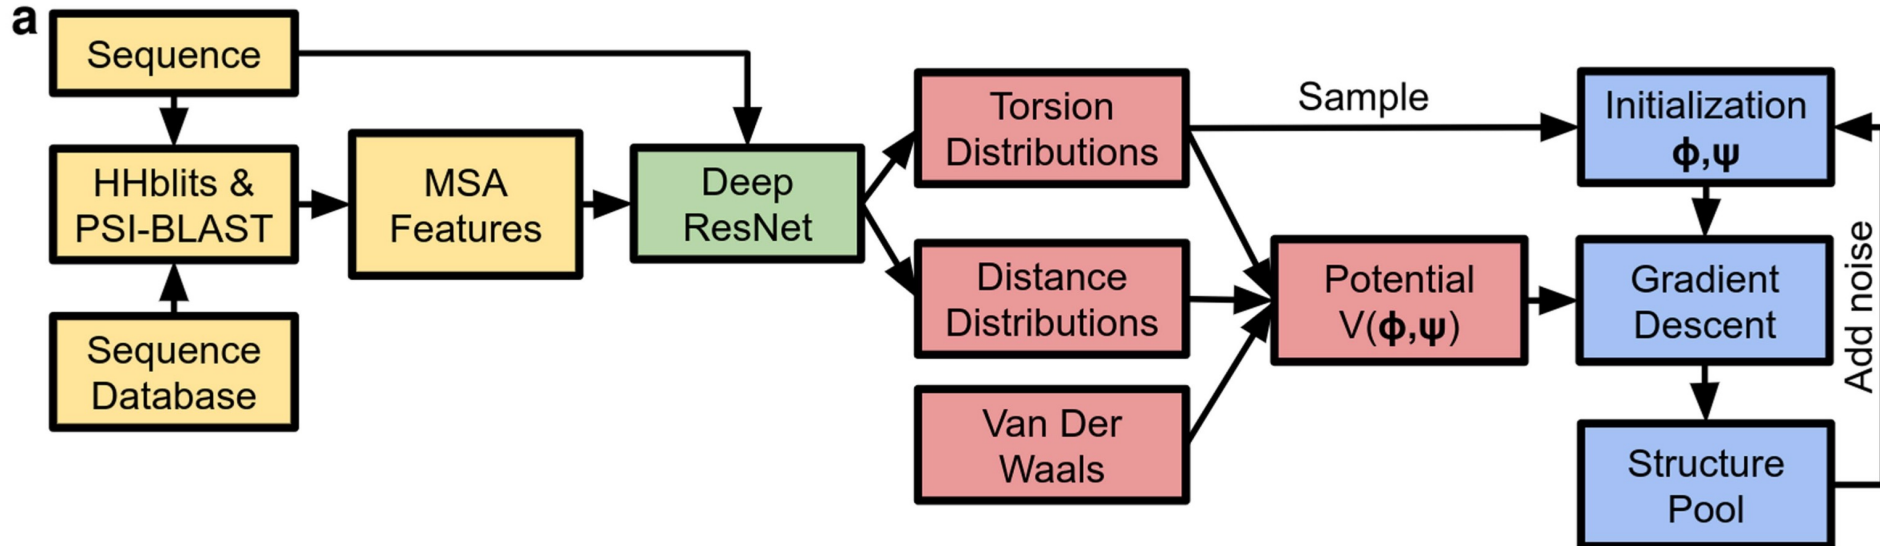 a
Sequence
HHblits &
PSI-BLAST
Sequence
Database
MSA
Features
Deep
ResNet
Torsion
Distributions
Distance
Distributions
Van Der
Waals
Sample
Potential
V(ϕ,ψ)
Initialization
ϕ,ψ
Gradient
Descent
Structure
Pool
Add noise